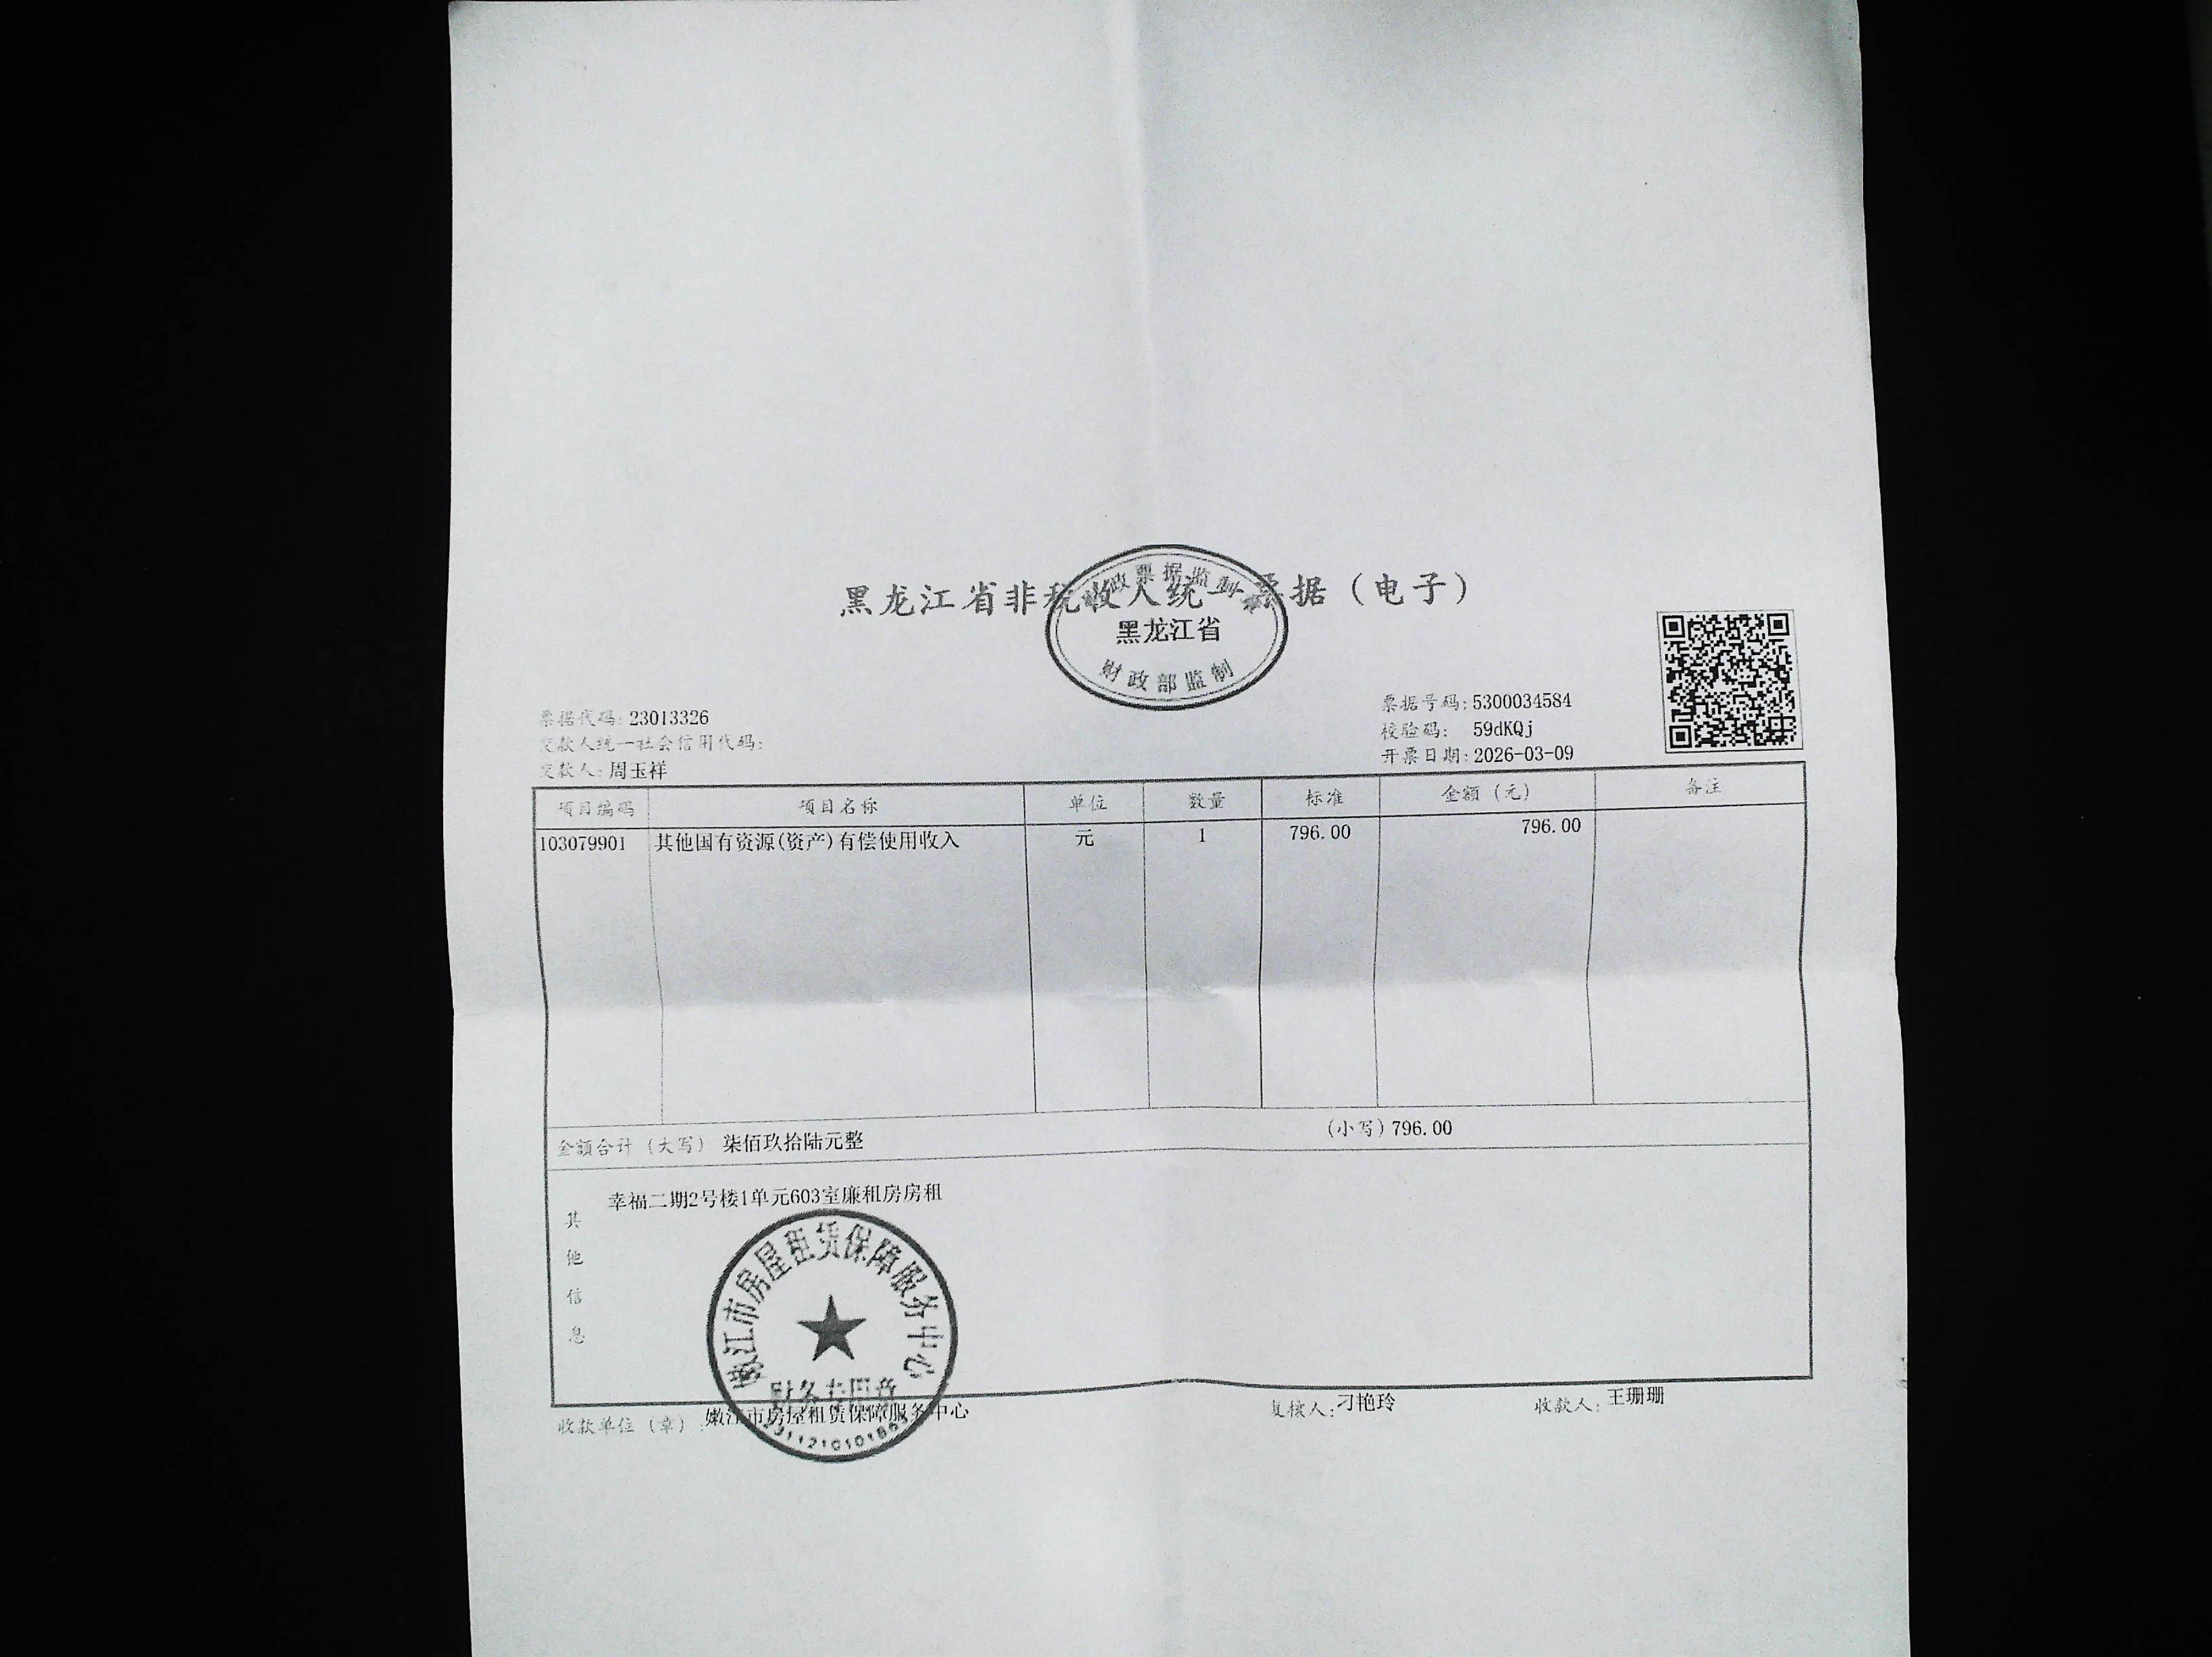 黑龙江省非税收入统一票据（电子）
政票据监制
黑龙江省
财政部监制
票据代码: 23013326
票据号码: 5300034584
交款人统一社会信用代码:
校验码: 59dKQj
交款人: 周玉祥
开票日期: 2026-03-09
项目编码 项目名称 单位 数量 标准 金额（元） 备注
103079901 其他国有资源(资产)有偿使用收入 元 1 796.00 796.00
金额合计（大写） 柒佰玖拾陆元整 （小写）796.00
其他信息
幸福二期2号楼1单元603室廉租房房租
嫩江市房屋租赁保障服务中心
财务专用章
收款单位（章）: 嫩江市房屋租赁保障服务中心 复核人: 刁艳玲 收款人: 王珊珊